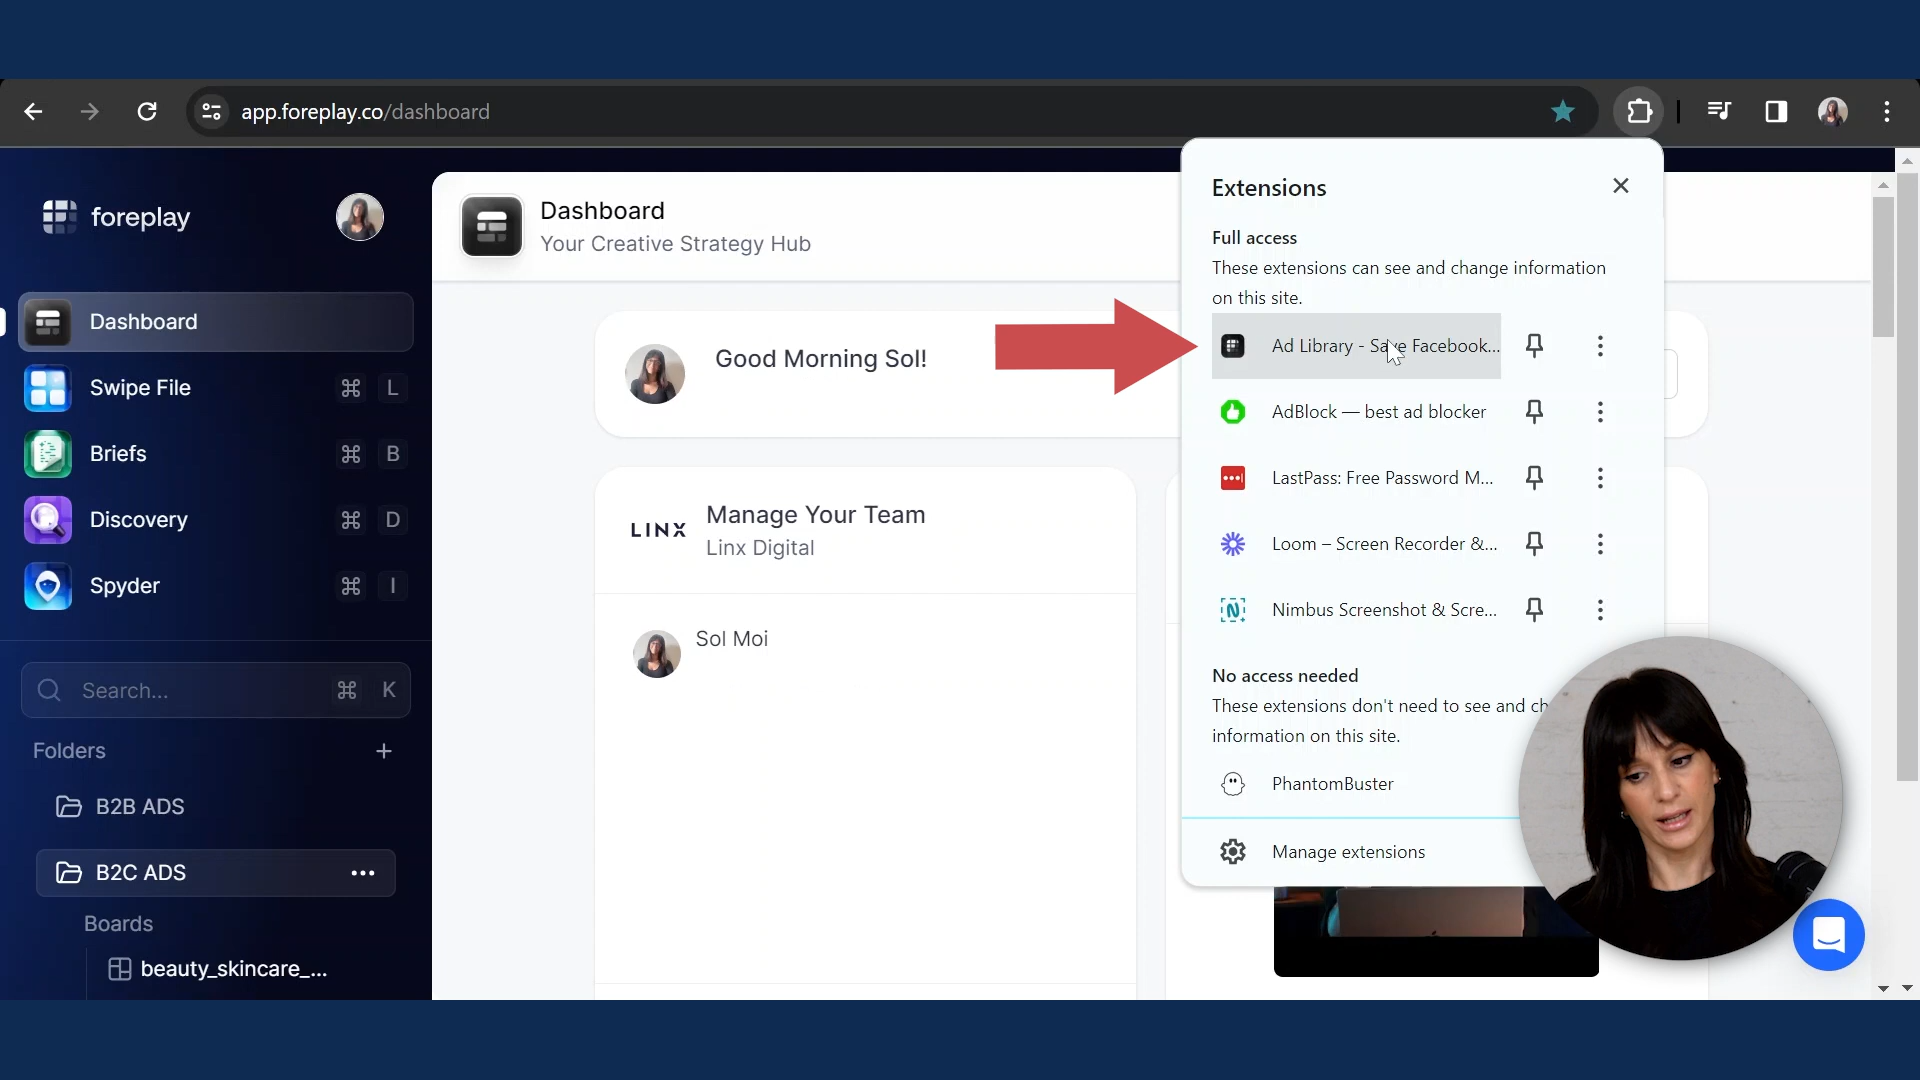 app.foreplay.co/dashboard
foreplay
Dashboard
Swipe File
⌘ L
Briefs
⌘ B
Discovery
⌘ D
Spyder
⌘ I
Search...
⌘ K
Folders
+
B2B ADS
B2C ADS
Boards
beauty_skincare_...
Dashboard
Your Creative Strategy Hub
Good Morning Sol!
LINX
Manage Your Team
Linx Digital
Sol Moi
Extensions
Full access
These extensions can see and change information
on this site.
Ad Library - Save Facebook...
AdBlock — best ad blocker
LastPass: Free Password M...
Loom – Screen Recorder &...
Nimbus Screenshot & Scre...
No access needed
These extensions don't need to see and ch
information on this site.
PhantomBuster
Manage extensions